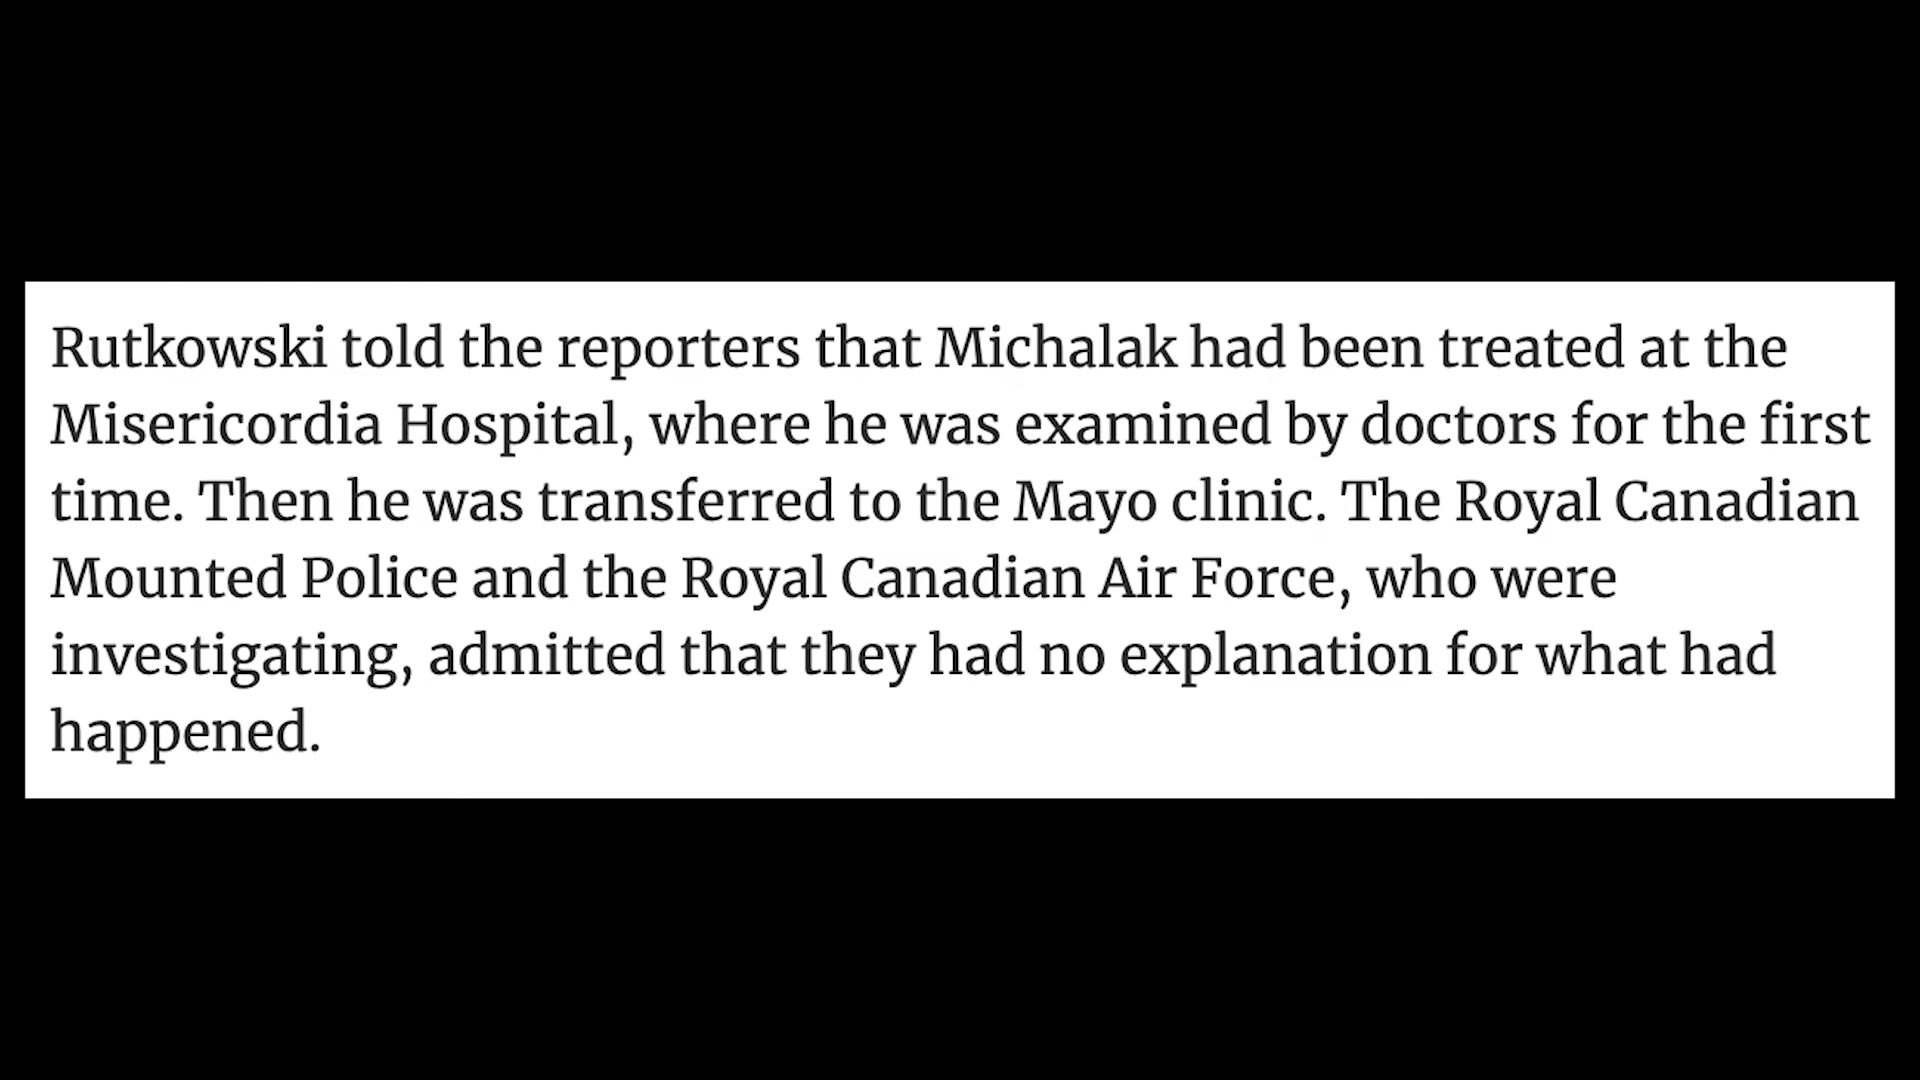 Rutkowski told the reporters that Michalak had been treated at the
Misericordia Hospital, where he was examined by doctors for the first
time. Then he was transferred to the Mayo clinic. The Royal Canadian
Mounted Police and the Royal Canadian Air Force, who were
investigating, admitted that they had no explanation for what had
happened.